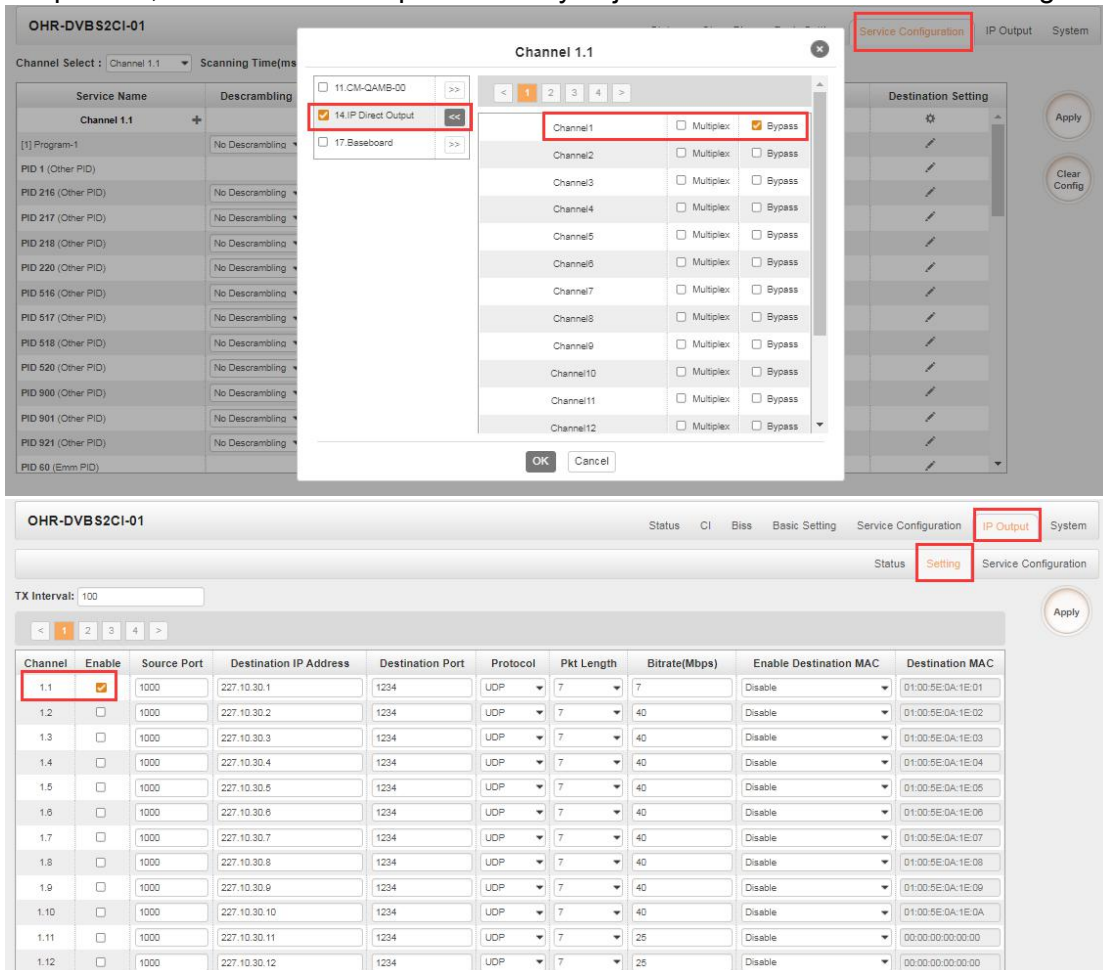 OHR-DVBS2CI-01
Service Configuration IP Output System
Channel Select : Channel 1.1 Scanning Time(ms
Service Name Descrambling Destination Setting
Channel 1.1 +
[1] Program-1 No Descrambling
PID 1 (Other PID)
PID 216 (Other PID) No Descrambling
PID 217 (Other PID) No Descrambling
PID 218 (Other PID) No Descrambling
PID 220 (Other PID) No Descrambling
PID 516 (Other PID) No Descrambling
PID 517 (Other PID) No Descrambling
PID 518 (Other PID) No Descrambling
PID 520 (Other PID) No Descrambling
PID 900 (Other PID) No Descrambling
PID 901 (Other PID) No Descrambling
PID 921 (Other PID) No Descrambling
PID 60 (Emm PID)
Apply
Clear
Config
Channel 1.1
11.CM-QAMB-00 >>
14.IP Direct Output <<
17.Baseboard >>
< 1 2 3 4 >
Channel1 Multiplex Bypass
Channel2 Multiplex Bypass
Channel3 Multiplex Bypass
Channel4 Multiplex Bypass
Channel5 Multiplex Bypass
Channel6 Multiplex Bypass
Channel7 Multiplex Bypass
Channel8 Multiplex Bypass
Channel9 Multiplex Bypass
Channel10 Multiplex Bypass
Channel11 Multiplex Bypass
Channel12 Multiplex Bypass
OK Cancel
OHR-DVBS2CI-01
Status CI Biss Basic Setting Service Configuration IP Output System
Status Setting Service Configuration
TX Interval: 100
Apply
< 1 2 3 4 >
Channel Enable Source Port Destination IP Address Destination Port Protocol Pkt Length Bitrate(Mbps) Enable Destination MAC Destination MAC
1.1 1000 227.10.30.1 1234 UDP 7 7 Disable 01:00:5E:0A:1E:01
1.2 1000 227.10.30.2 1234 UDP 7 40 Disable 01:00:5E:0A:1E:02
1.3 1000 227.10.30.3 1234 UDP 7 40 Disable 01:00:5E:0A:1E:03
1.4 1000 227.10.30.4 1234 UDP 7 40 Disable 01:00:5E:0A:1E:04
1.5 1000 227.10.30.5 1234 UDP 7 40 Disable 01:00:5E:0A:1E:05
1.6 1000 227.10.30.6 1234 UDP 7 40 Disable 01:00:5E:0A:1E:06
1.7 1000 227.10.30.7 1234 UDP 7 40 Disable 01:00:5E:0A:1E:07
1.8 1000 227.10.30.8 1234 UDP 7 40 Disable 01:00:5E:0A:1E:08
1.9 1000 227.10.30.9 1234 UDP 7 40 Disable 01:00:5E:0A:1E:09
1.10 1000 227.10.30.10 1234 UDP 7 40 Disable 01:00:5E:0A:1E:0A
1.11 1000 227.10.30.11 1234 UDP 7 25 Disable 00:00:00:00:00:00
1.12 1000 227.10.30.12 1234 UDP 7 25 Disable 00:00:00:00:00:00